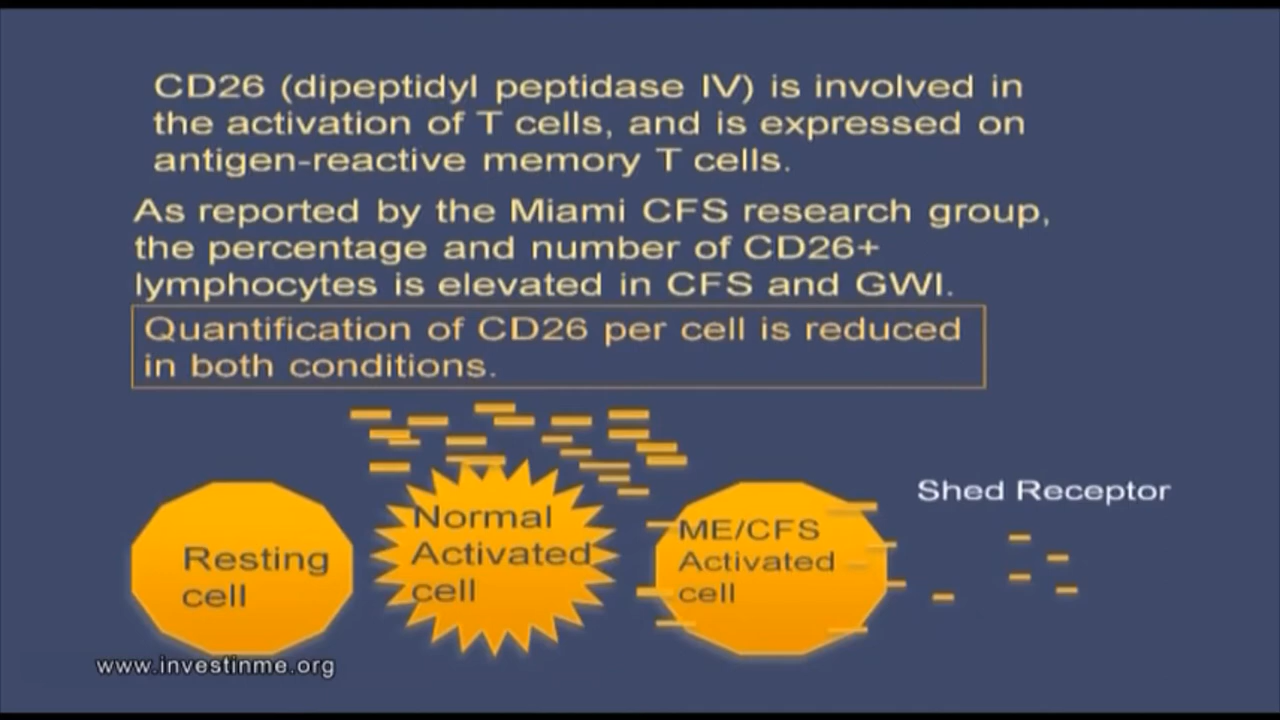 CD26 (dipeptidyl peptidase IV) is involved in
the activation of T cells, and is expressed on
antigen-reactive memory T cells.
As reported by the Miami CFS research group,
the percentage and number of CD26+
lymphocytes is elevated in CFS and GWI.
Quantification of CD26 per cell is reduced
in both conditions.
Resting
cell
Normal
Activated
cell
ME/CFS
Activated
cell
Shed Receptor
www.investinme.org